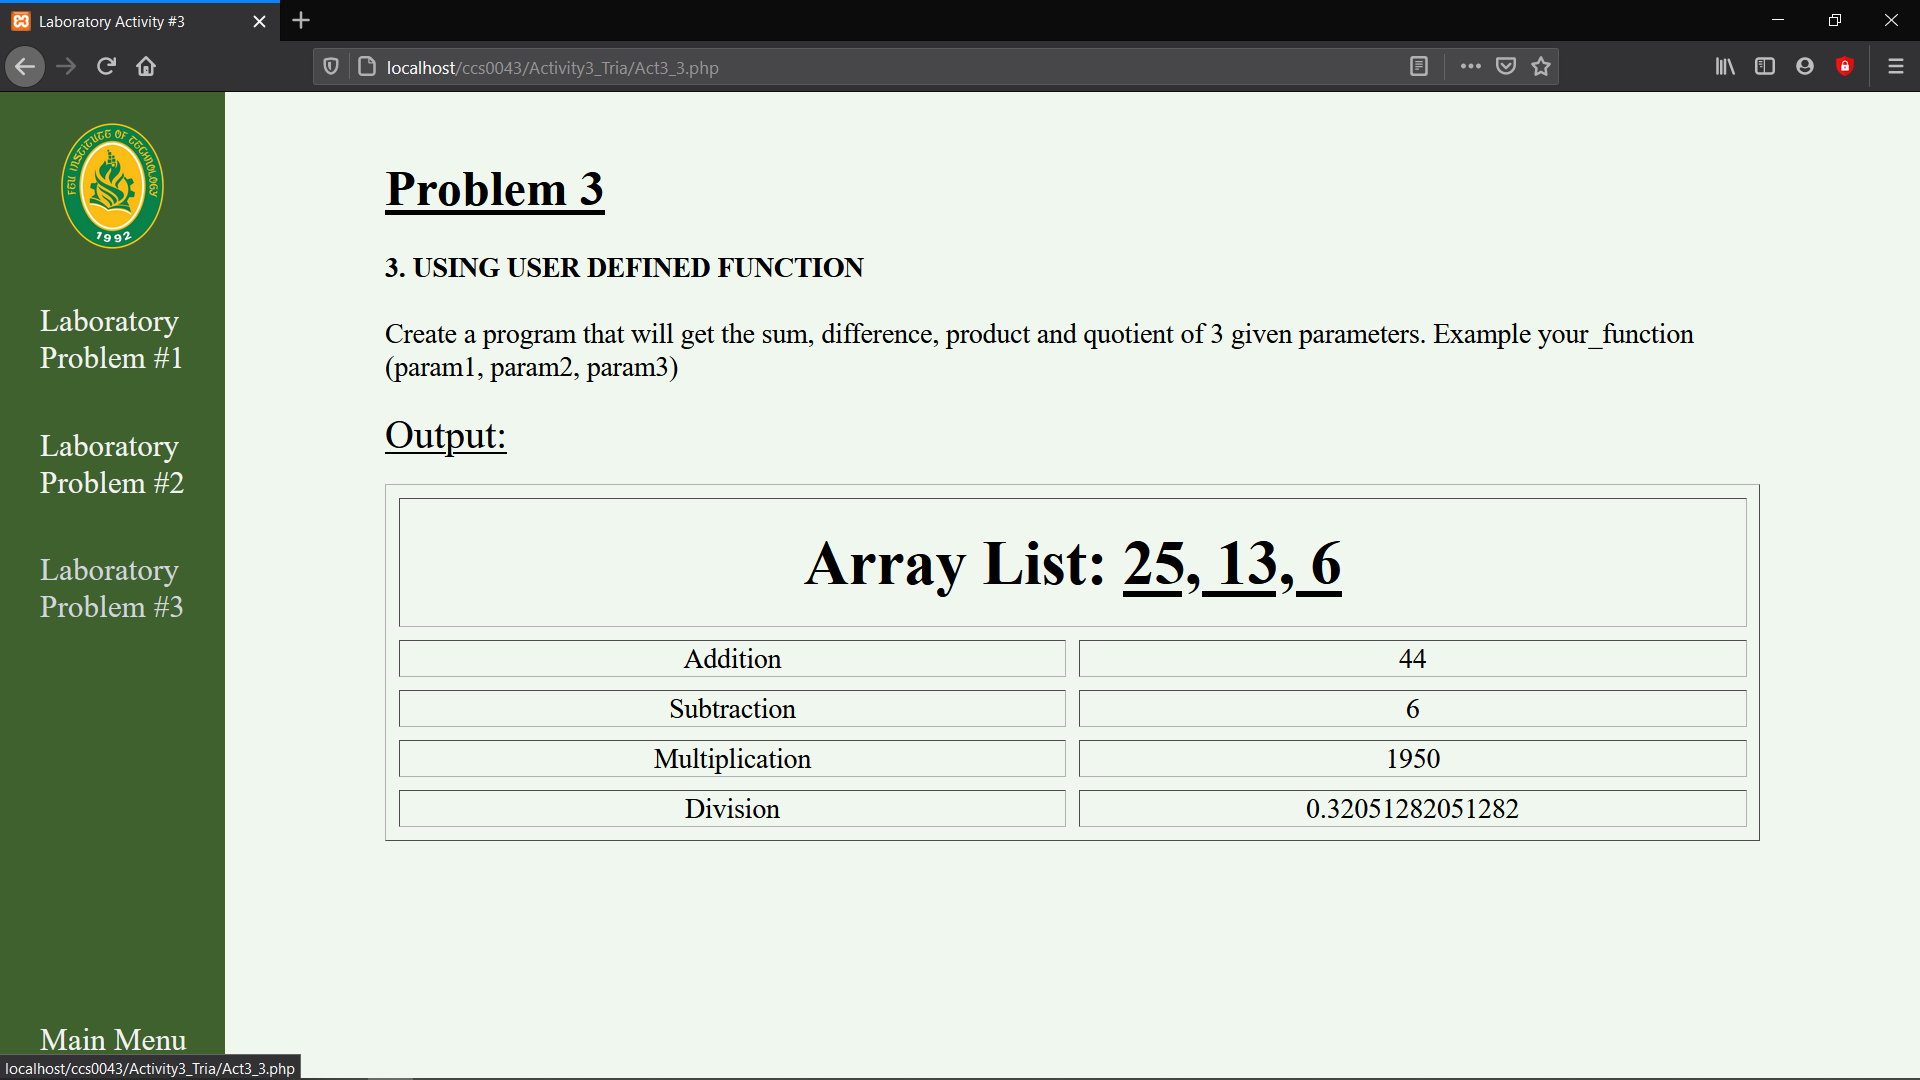 Laboratory Activity #3
localhost/ccs0043/Activity3_Tria/Act3_3.php
FEU INSTITUTE OF TECHNOLOGY
1992
Laboratory
Problem #1
Laboratory
Problem #2
Laboratory
Problem #3
Main Menu
Problem 3
3. USING USER DEFINED FUNCTION
Create a program that will get the sum, difference, product and quotient of 3 given parameters. Example your_function
(param1, param2, param3)
Output:
Array List: 25, 13, 6
Addition 44
Subtraction 6
Multiplication 1950
Division 0.32051282051282
localhost/ccs0043/Activity3_Tria/Act3_3.php